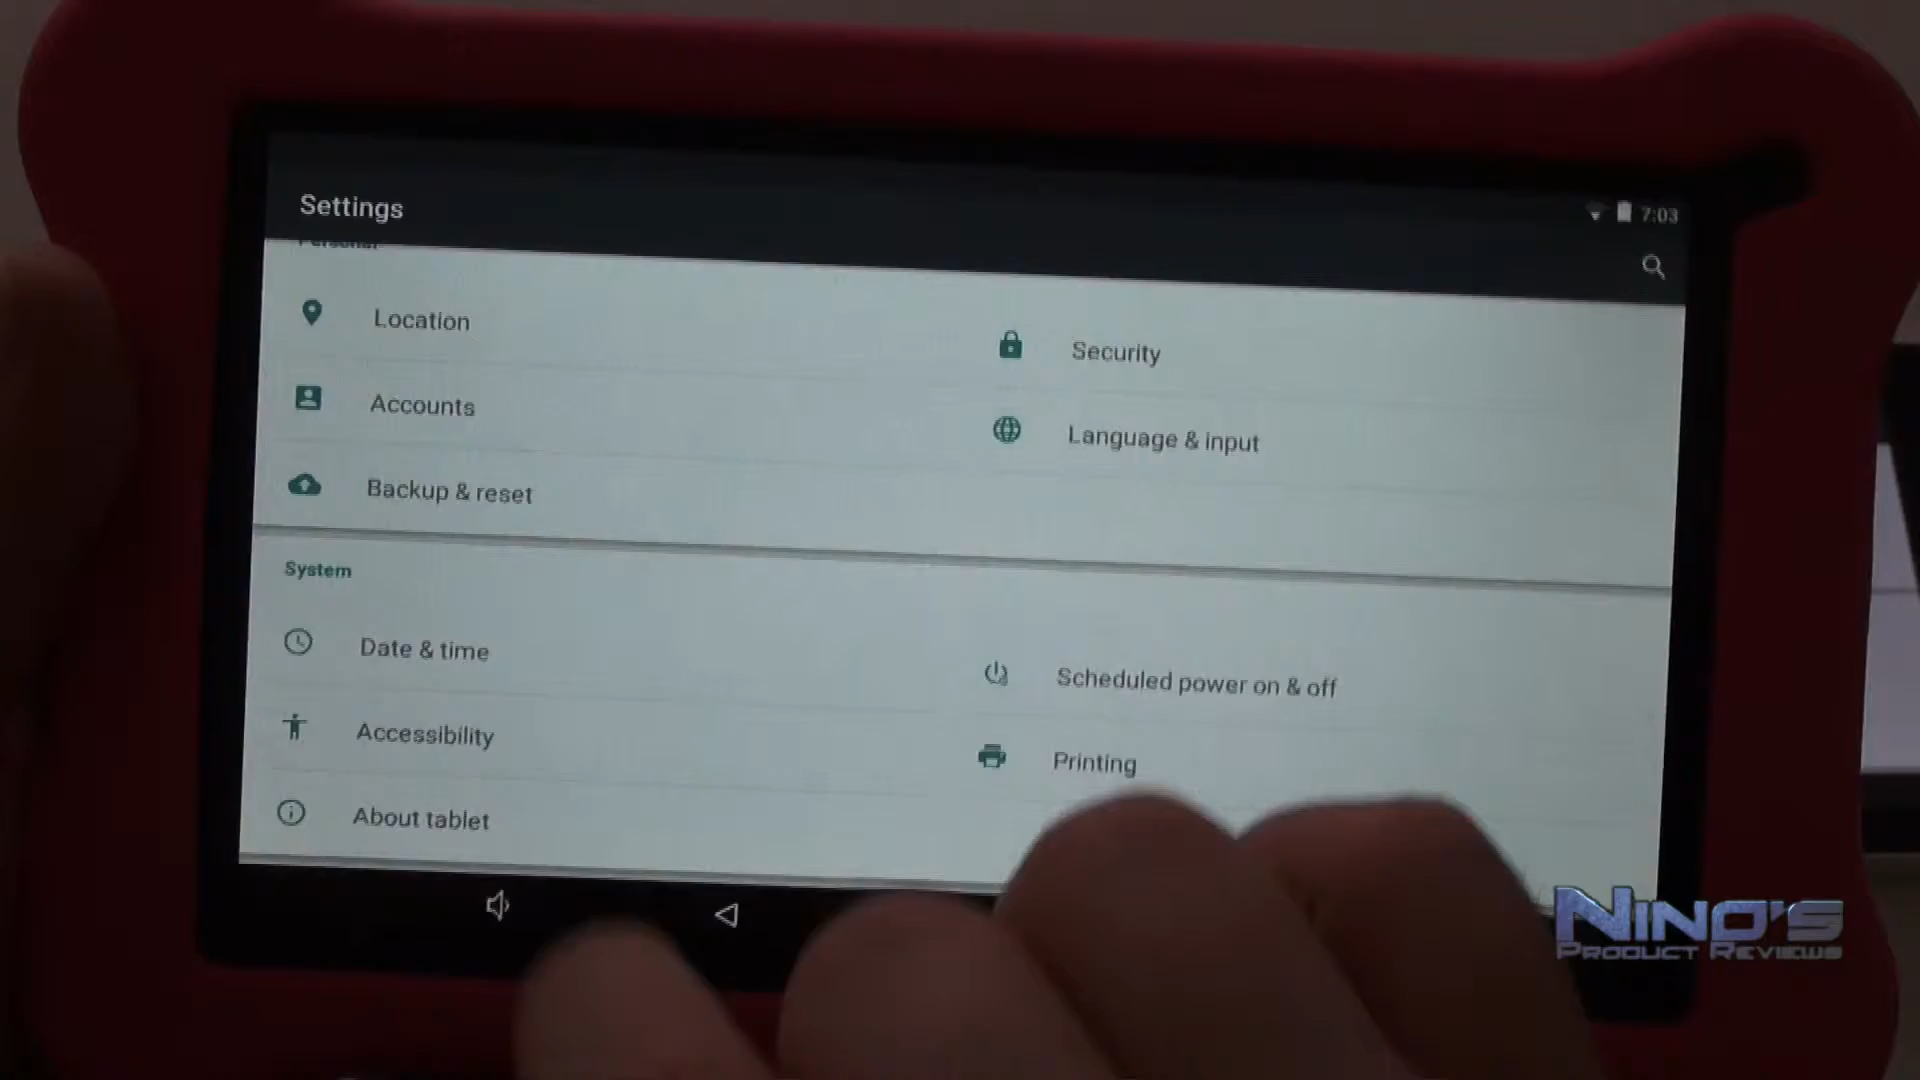 Settings
7:03
Personal
Location
Security
Accounts
Language & input
Backup & reset
System
Date & time
Scheduled power on & off
Accessibility
Printing
About tablet
NINO'S
PRODUCT REVIEWS